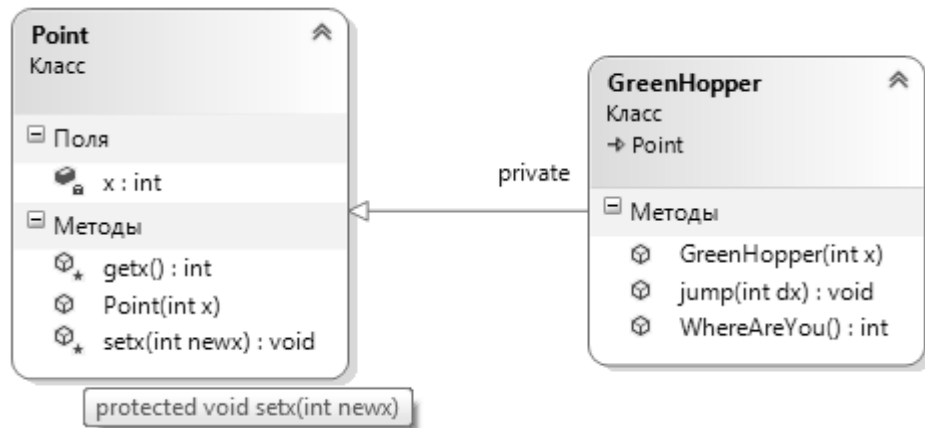 Point
Класс
Поля
x : int
Методы
getx() : int
Point(int x)
setx(int newx) : void
protected void setx(int newx)
private
GreenHopper
Класс
Point
Методы
GreenHopper(int x)
jump(int dx) : void
WhereAreYou() : int